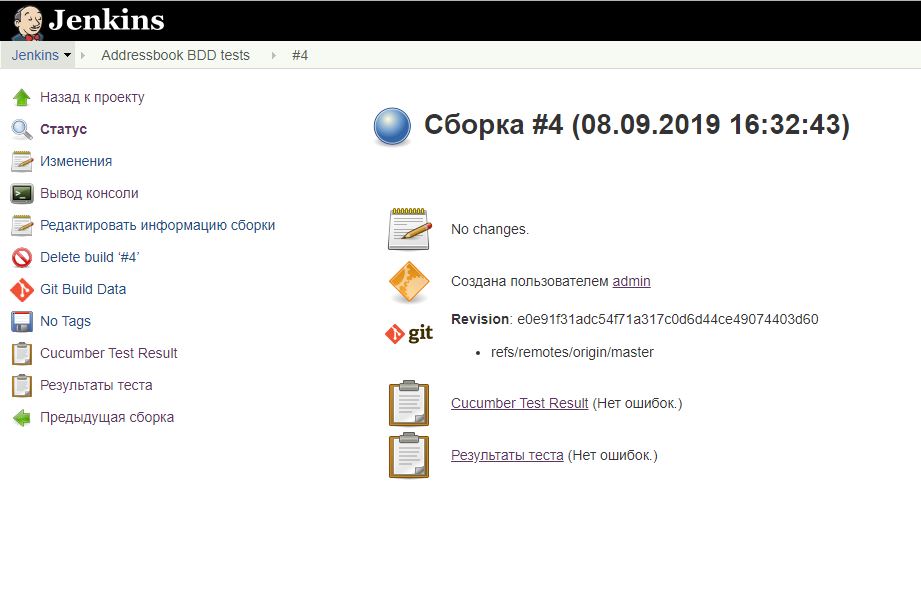 Jenkins
Jenkins Addressbook BDD tests #4
Назад к проекту
Статус
Изменения
Вывод консоли
Редактировать информацию сборки
Delete build ‘#4’
Git Build Data
No Tags
Cucumber Test Result
Результаты теста
Предыдущая сборка
Сборка #4 (08.09.2019 16:32:43)
No changes.
Создана пользователем admin
git
Revision: e0e91f31adc54f71a317c0d6d44ce49074403d60
• refs/remotes/origin/master
Cucumber Test Result (Нет ошибок.)
Результаты теста (Нет ошибок.)